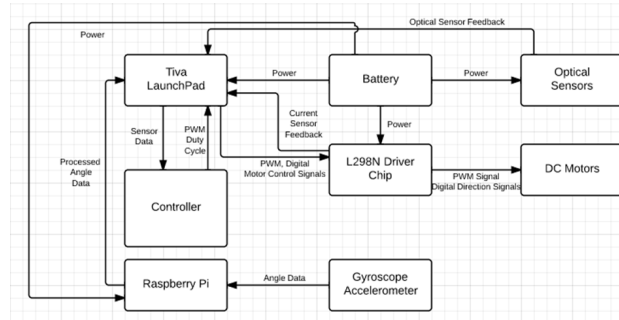 Optical Sensor Feedback
Power
Tiva
LaunchPad
Power
Battery
Power
Optical
Sensors
Current
Sensor
Feedback
Power
Sensor
Data
PWM
Duty
Cycle
Processed
Angle
Data
PWM, Digital
Motor Control Signals
L298N Driver
Chip
PWM Signal
Digital Direction Signals
DC Motors
Controller
Raspberry Pi
Angle Data
Gyroscope
Accelerometer